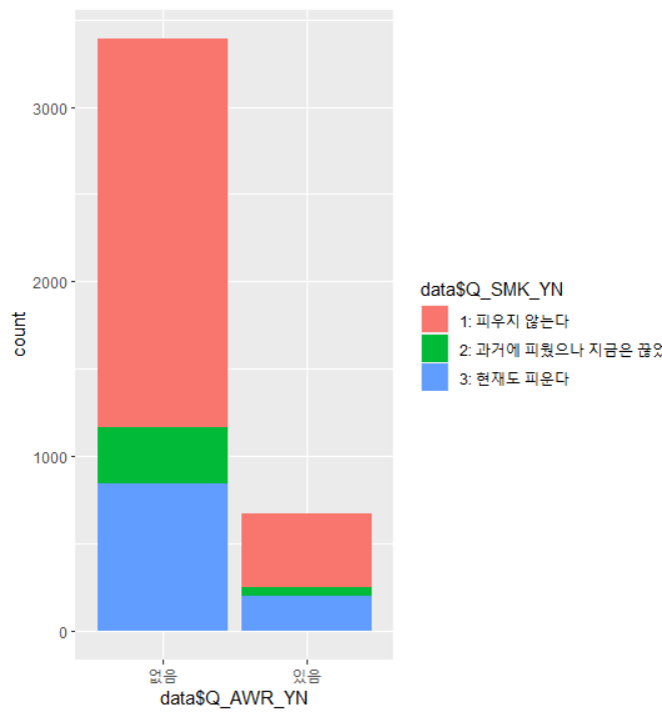 3000
2000
1000
0
count
없음
있음
data$Q_AWR_YN
data$Q_SMK_YN
1: 피우지 않는다
2: 과거에 피웠으나 지금은 끊었
3: 현재도 피운다